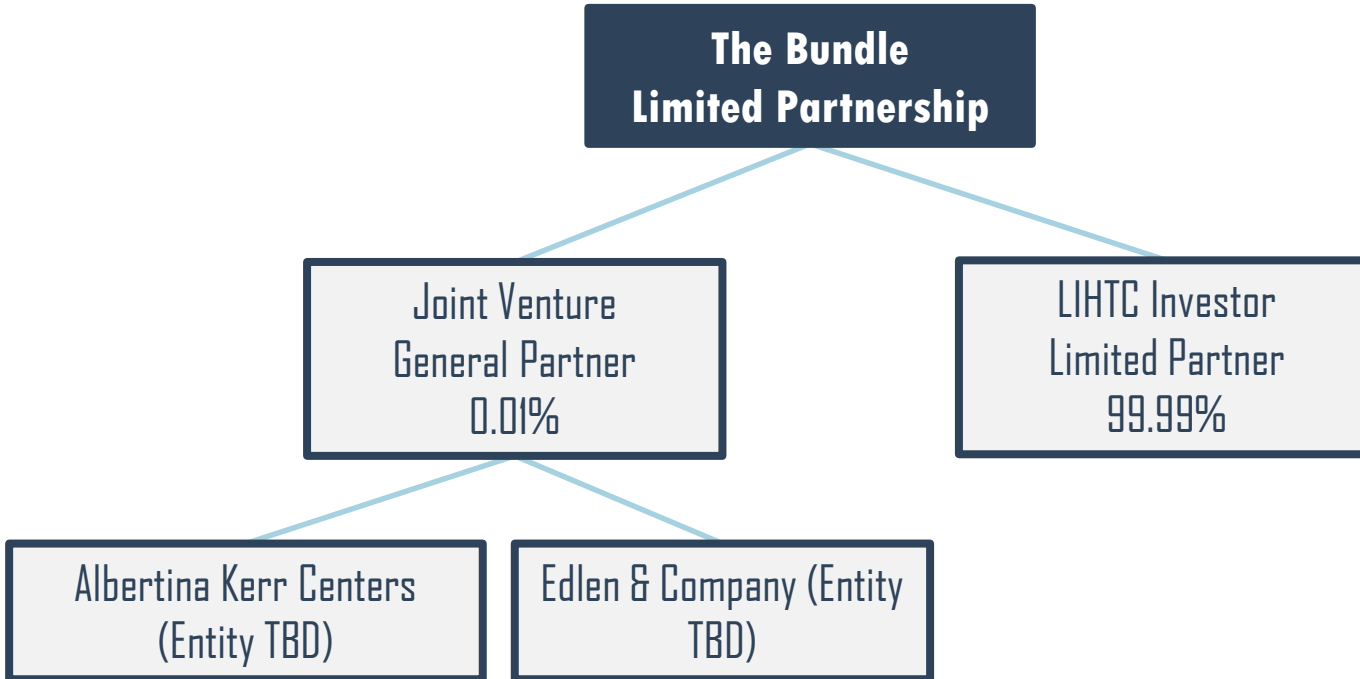 The Bundle
Limited Partnership
Joint Venture
General Partner
0.01%
LIHTC Investor
Limited Partner
99.99%
Albertina Kerr Centers
(Entity TBD)
Edlen & Company (Entity
TBD)